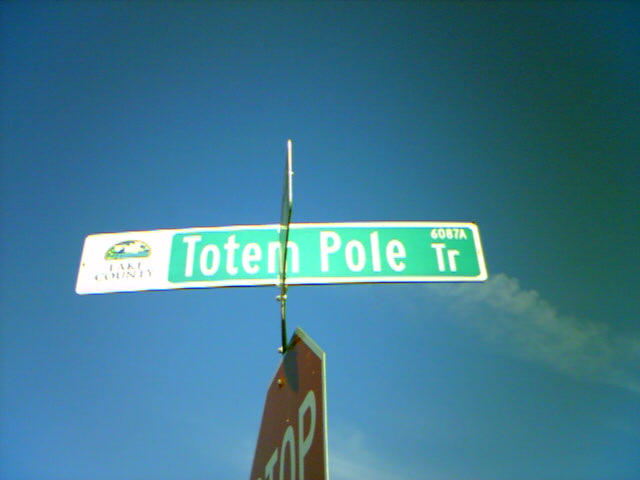 LAKE
COUNTY
Totem Pole Tr
6087A
TOP